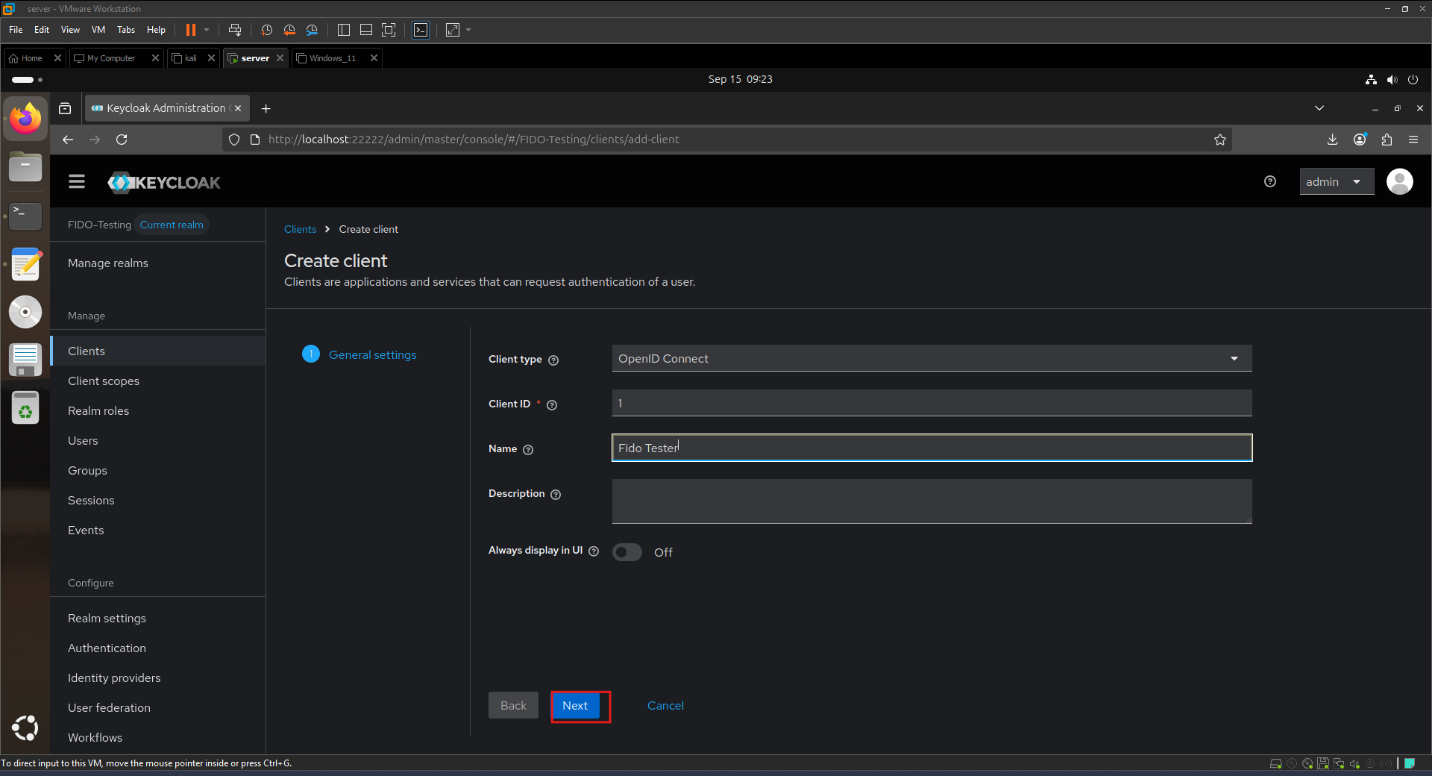 server - VMware Workstation
File Edit View VM Tabs Help
Home My Computer kali server Windows_11
Sep 15 09:23
Keycloak Administration
http://localhost:22222/admin/master/console/#/FIDO-Testing/clients/add-client
KEYCLOAK
admin
FIDO-Testing Current realm
Manage realms
Manage
Clients
Client scopes
Realm roles
Users
Groups
Sessions
Events
Configure
Realm settings
Authentication
Identity providers
User federation
Workflows
Clients > Create client
Create client
Clients are applications and services that can request authentication of a user.
1 General settings
Client type OpenID Connect
Client ID * 1
Name Fido Tester
Description
Always display in UI Off
Back Next Cancel
To direct input to this VM, move the mouse pointer inside or press Ctrl+G.